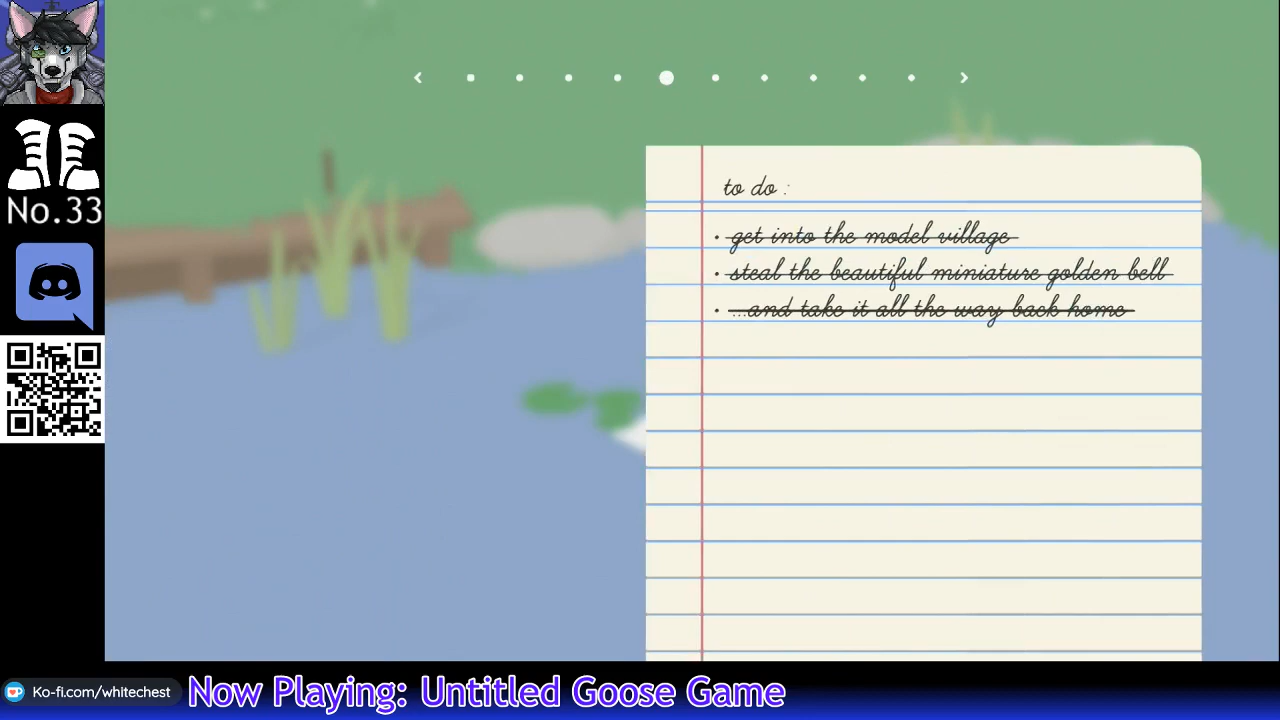 No.33
to do :
• get into the model village
• steal the beautiful miniature golden bell
• ...and take it all the way back home
Ko-fi.com/whitechest
Now Playing: Untitled Goose Game